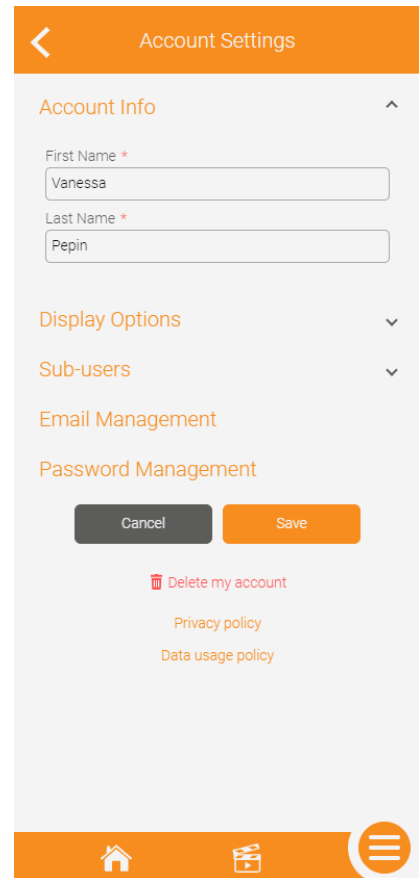 Account Settings
Account Info
First Name *
Vanessa
Last Name *
Pepin
Display Options
Sub-users
Email Management
Password Management
Cancel Save
Delete my account
Privacy policy
Data usage policy